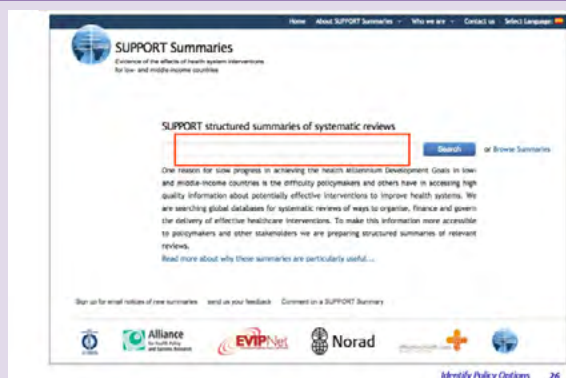 Home About SUPPORT Summaries Who we are Contact us Select Language:
SUPPORT Summaries
Evidence of the effects of health system interventions
for low- and middle-income countries
SUPPORT structured summaries of systematic reviews
Search or Browse Summaries
One reason for slow progress in achieving the health Millennium Development Goals in low-
and middle-income countries is the difficulty policymakers and others have in accessing high
quality information about potentially effective interventions to improve health systems. We
are searching global databases for systematic reviews of ways to organise, finance and govern
the delivery of effective healthcare interventions. To make this information more accessible
to policymakers and other stakeholders we are preparing structured summaries of relevant
reviews.
Read more about why these summaries are particularly useful...
Sign up for email notices of new summaries send us your feedback Comment on a SUPPORT Summary
Alliance
for Health Policy
and Systems Research
EVIPNet
Norad
Identify Policy Options 26